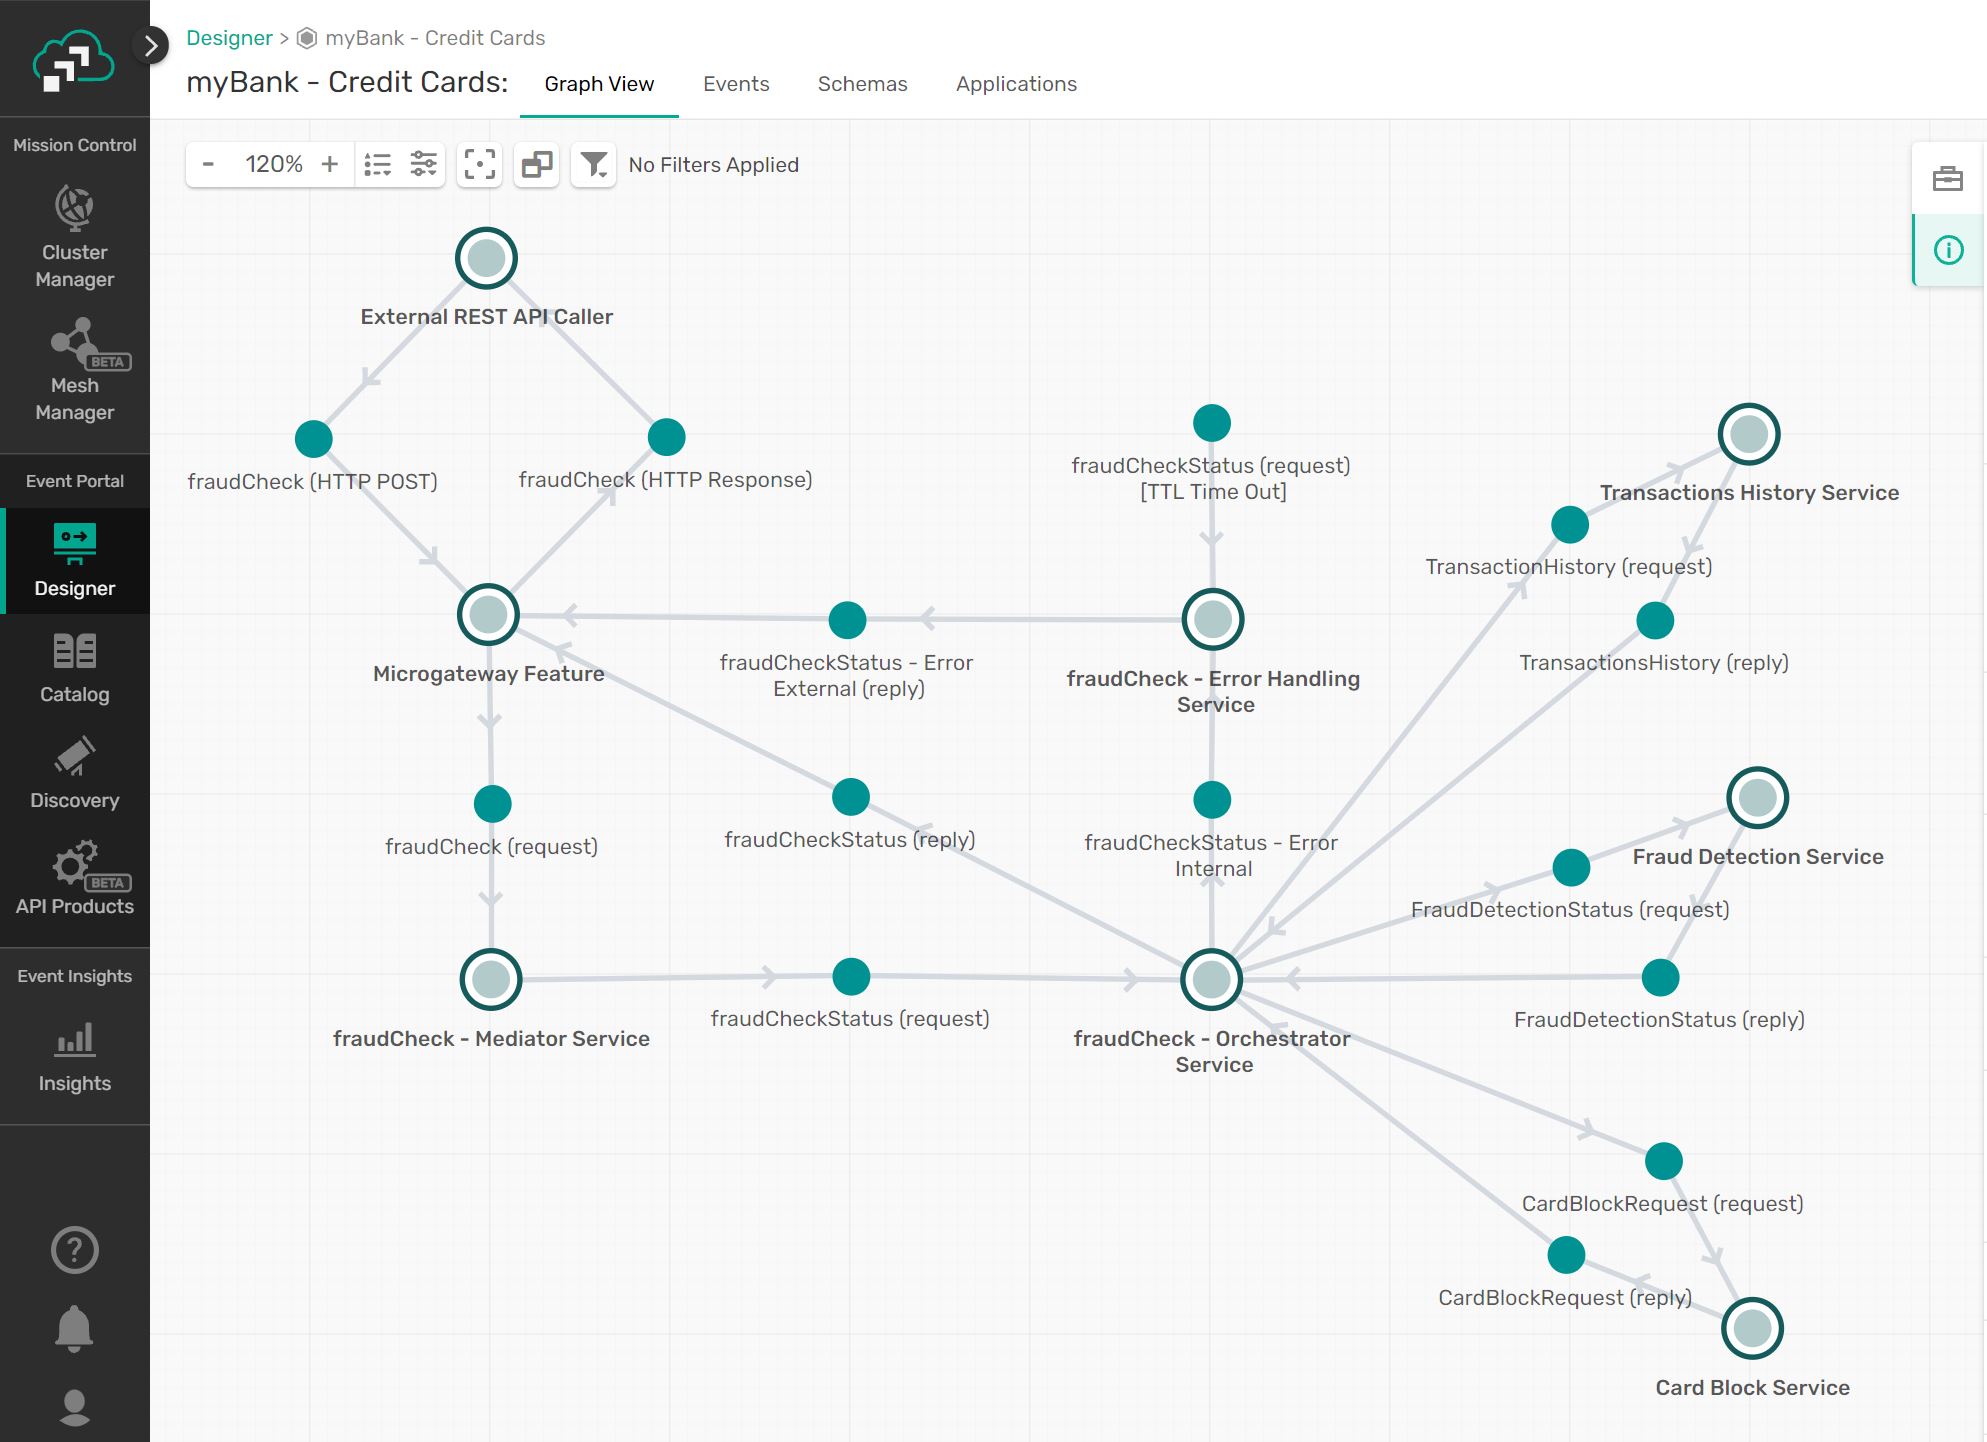 Designer > myBank - Credit Cards
myBank - Credit Cards:
Graph View
Events
Schemas
Applications
Mission Control
Cluster
Manager
BETA
Mesh
Manager
Event Portal
Designer
Catalog
Discovery
BETA
API Products
Event Insights
Insights
?
- 120% +
No Filters Applied
i
External REST API Caller
fraudCheck (HTTP POST)
fraudCheck (HTTP Response)
fraudCheckStatus (request)
[TTL Time Out]
Transactions History Service
TransactionHistory (request)
TransactionsHistory (reply)
Microgateway Feature
fraudCheckStatus - Error
External (reply)
fraudCheck - Error Handling
Service
fraudCheck (request)
fraudCheckStatus (reply)
fraudCheckStatus - Error
Internal
Fraud Detection Service
FraudDetectionStatus (request)
fraudCheck - Mediator Service
fraudCheckStatus (request)
fraudCheck - Orchestrator
Service
FraudDetectionStatus (reply)
CardBlockRequest (request)
CardBlockRequest (reply)
Card Block Service